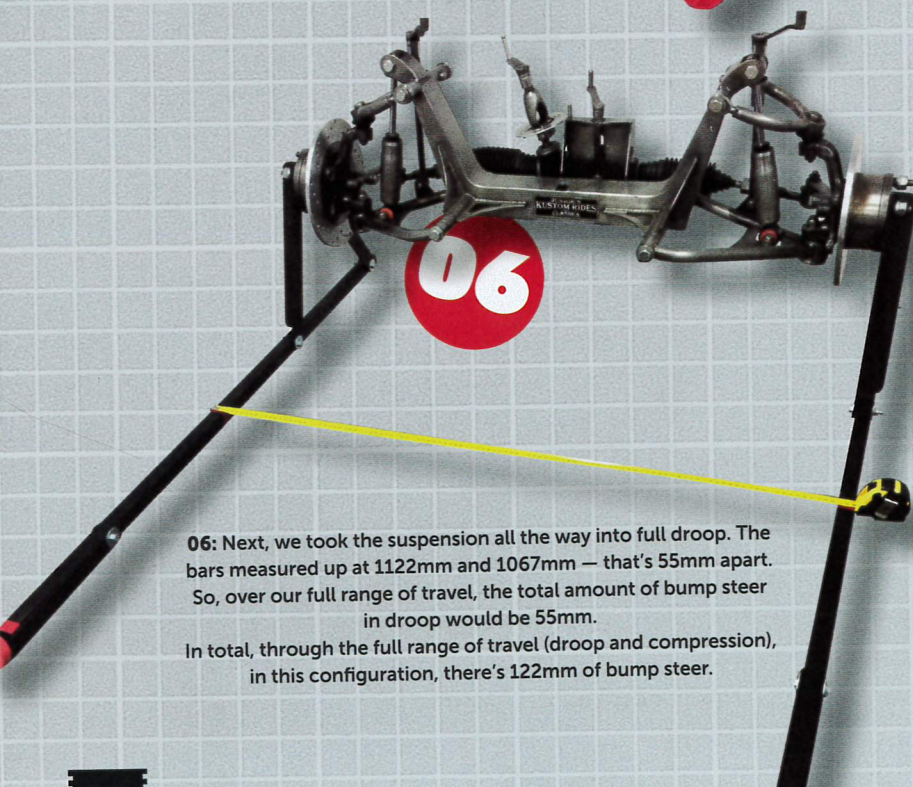 KUSTOM RIDES
06
06: Next, we took the suspension all the way into full droop. The
bars measured up at 1122mm and 1067mm — that's 55mm apart.
So, over our full range of travel, the total amount of bump steer
in droop would be 55mm.
In total, through the full range of travel (droop and compression),
in this configuration, there's 122mm of bump steer.